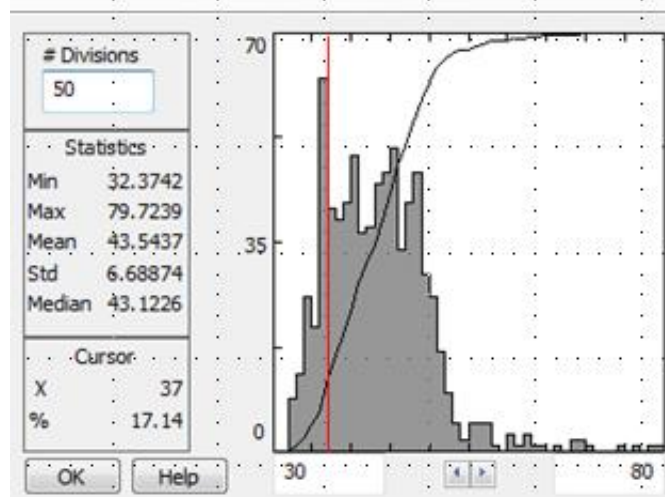 # Divisions
50
Statistics
Min 32.3742
Max 79.7239
Mean 43.5437
Std 6.68874
Median 43.1226
Cursor
X 37
% 17.14
OK Help
70
35
0
30 80